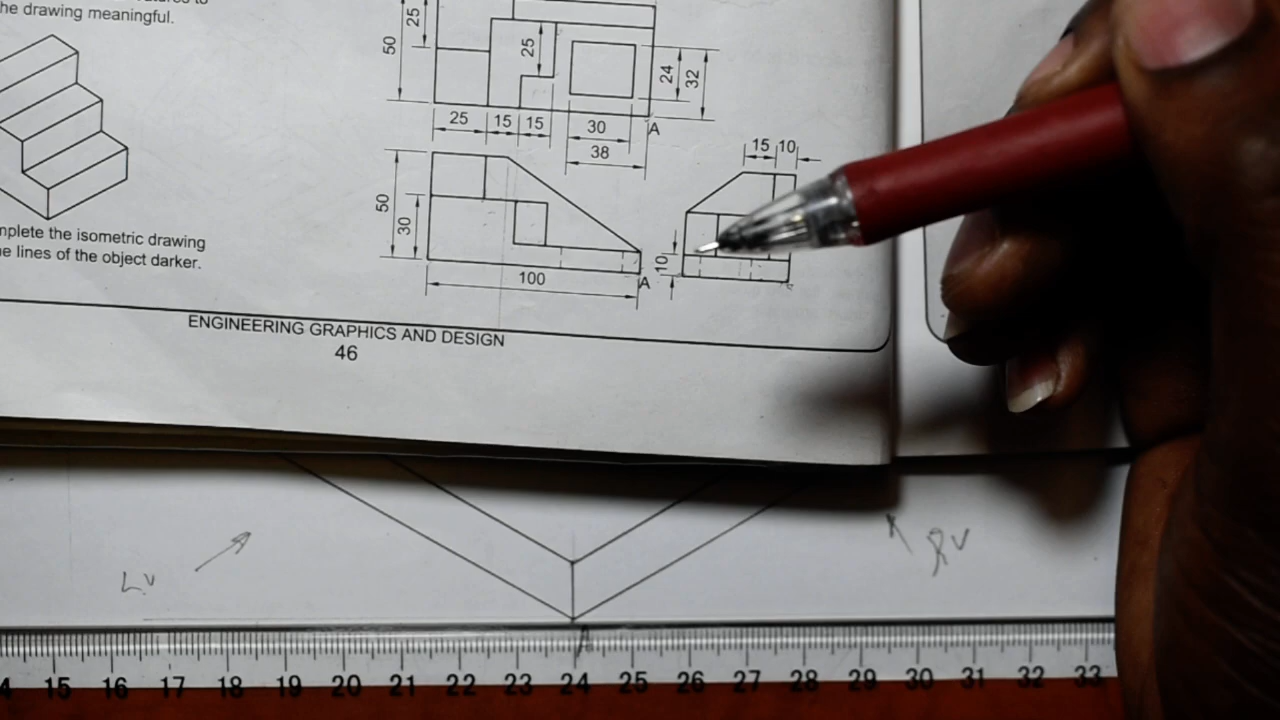 he drawing meaningful.
25
50
25
24
32
25
15
15
30
A
38
15
10
50
30
10
100
A
nplete the isometric drawing
e lines of the object darker.
ENGINEERING GRAPHICS AND DESIGN
46
LV
RV
A
15 16 17 18 19 20 21 22 23 24 25 26 27 28 29 30 31 32 33